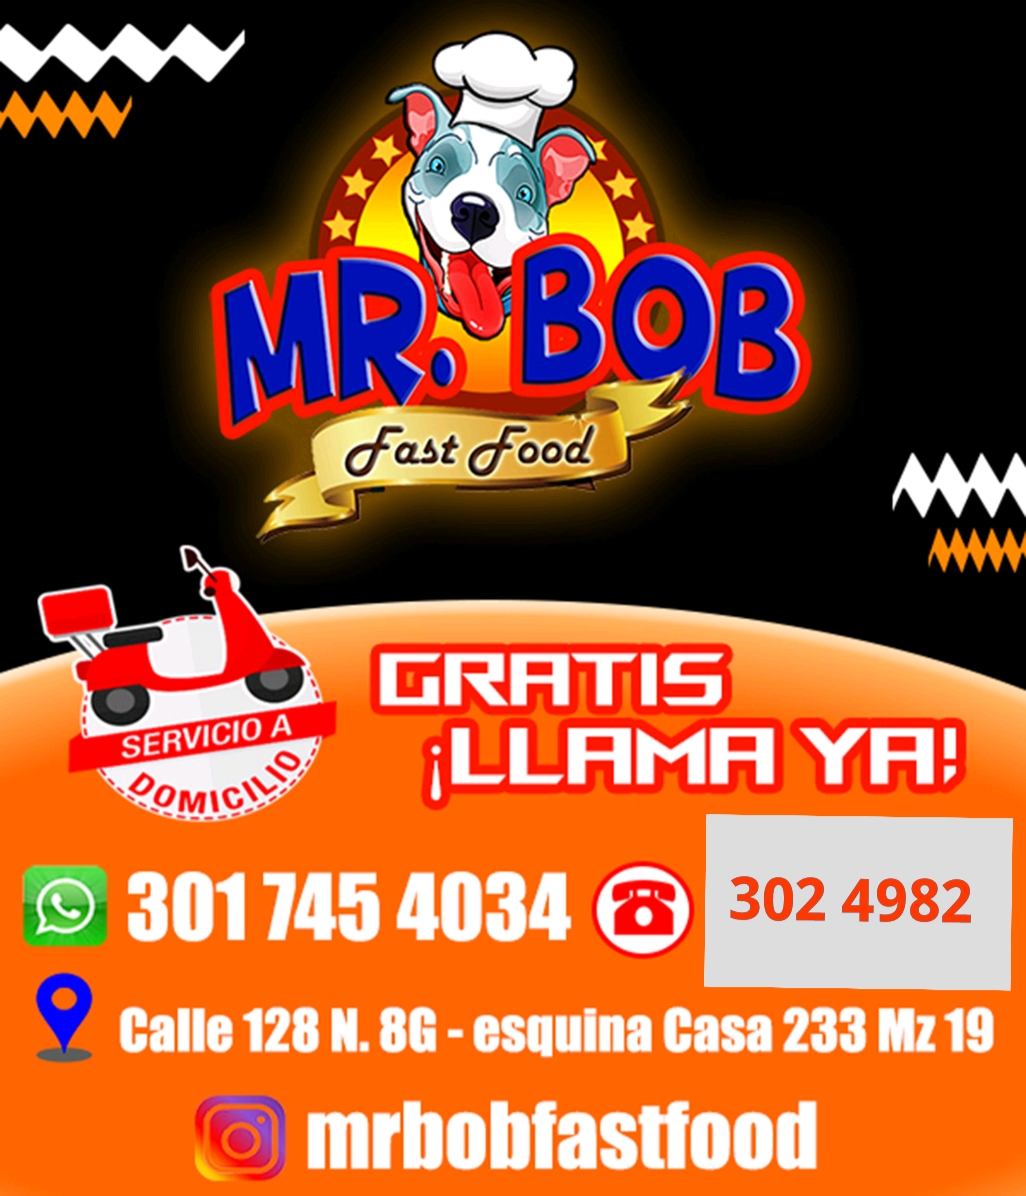 MR. BOB
Fast Food
SERVICIO A
DOMICILIO
GRATIS
¡LLAMA YA!
301 745 4034
302 4982
Calle 128 N. 8G - esquina Casa 233 Mz 19
mrbobfastfood